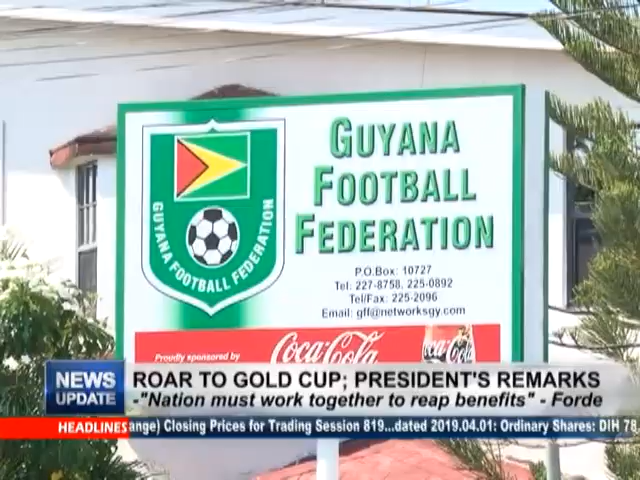 GUYANA
FOOTBALL
FEDERATION
GUYANA FOOTBALL FEDERATION
P.O.Box: 10727
Tel: 227-8758, 225-0892
Tel/Fax: 225-2096
Email: gff@networksgy.com
Proudly sponsored by
Coca-Cola
Coca-Cola
NEWS
UPDATE
ROAR TO GOLD CUP; PRESIDENT'S REMARKS
-"Nation must work together to reap benefits" - Forde
HEADLINES
ange) Closing Prices for Trading Session 819...dated 2019.04.01: Ordinary Shares: DIH 78